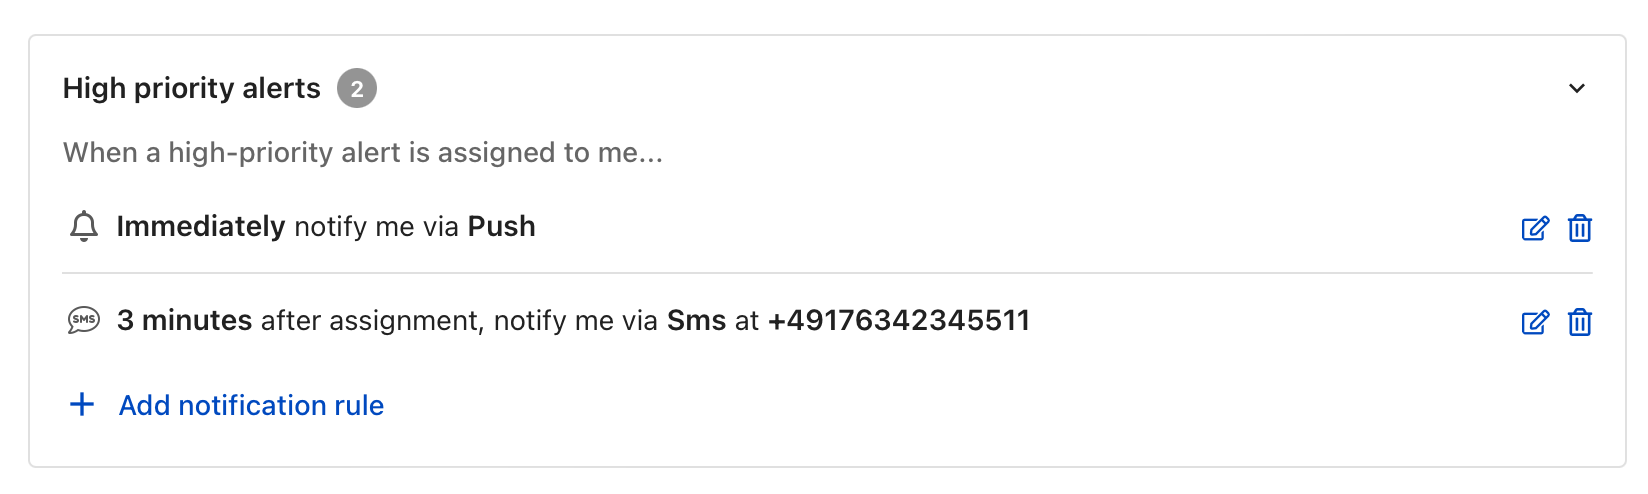 High priority alerts 2
When a high-priority alert is assigned to me...
Immediately notify me via Push
SMS 3 minutes after assignment, notify me via Sms at +49176342345511
+ Add notification rule